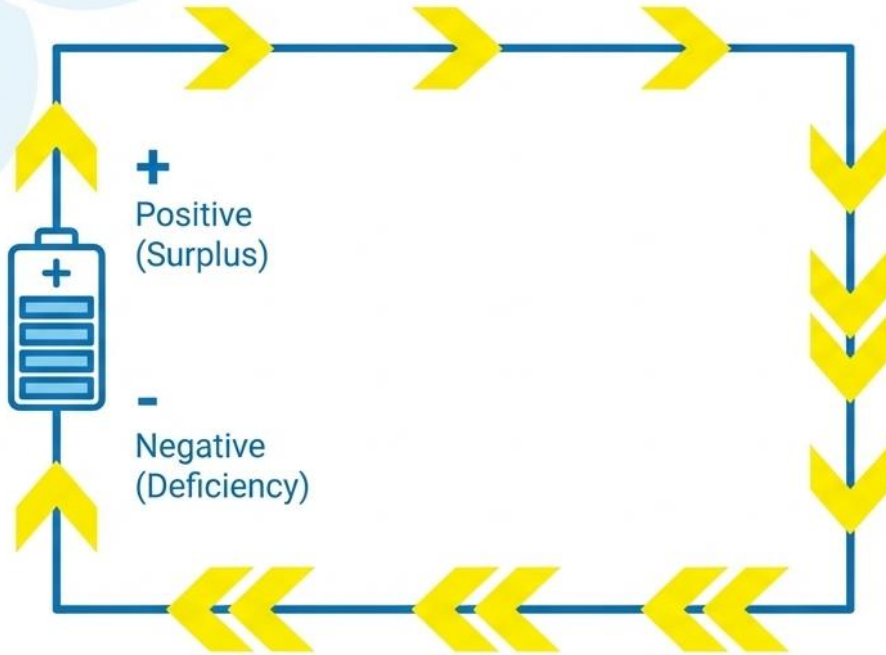 +
Positive
(Surplus)
+
-
Negative
(Deficiency)